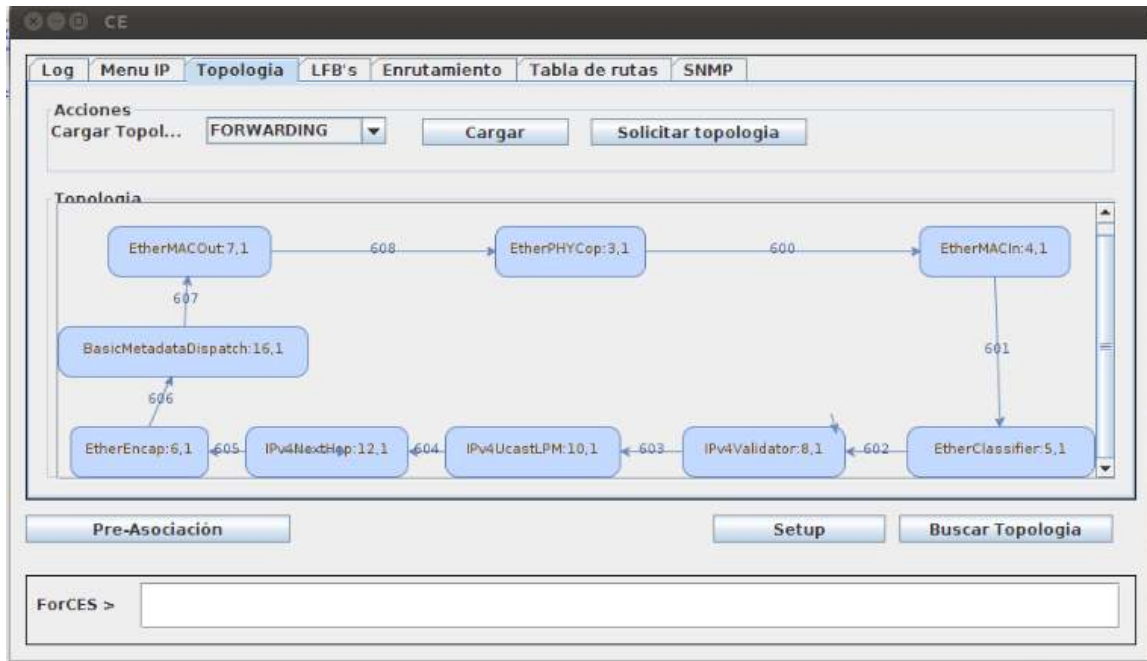 CE
Log Menu IP Topología LFB's Enrutamiento Tabla de rutas SNMP
Acciones
Cargar Topol... FORWARDING Cargar Solicitar topologia
Topologia
EtherMACOut:7,1 608 EtherPHYCop:3,1 600 EtherMACIn:4,1
607
BasicMetadataDispatch:16,1
601
606
EtherEncap:6,1 605 IPv4NextHop:12,1 604 IPv4UcastLPM:10,1 603 IPv4Validator:8,1 602 EtherClassifier:5,1
Pre-Asociación Setup Buscar Topologia
ForCES >